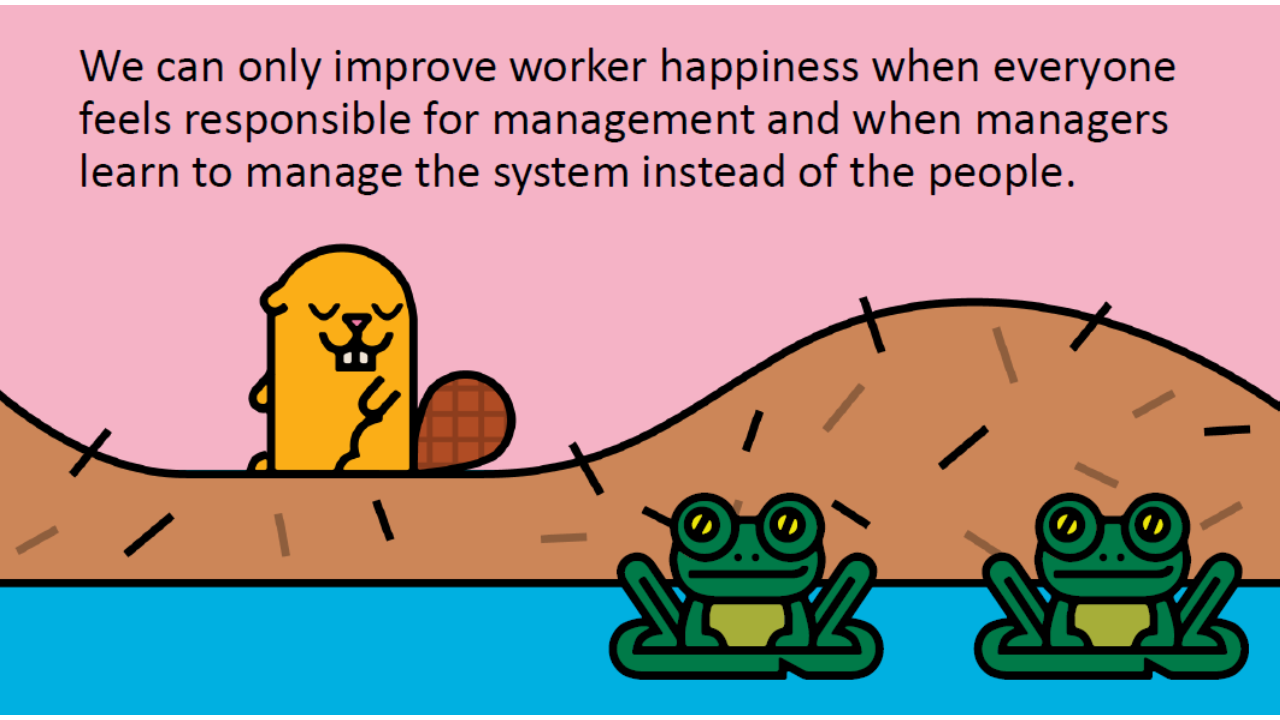 We can only improve worker happiness when everyone
feels responsible for management and when managers
learn to manage the system instead of the people.